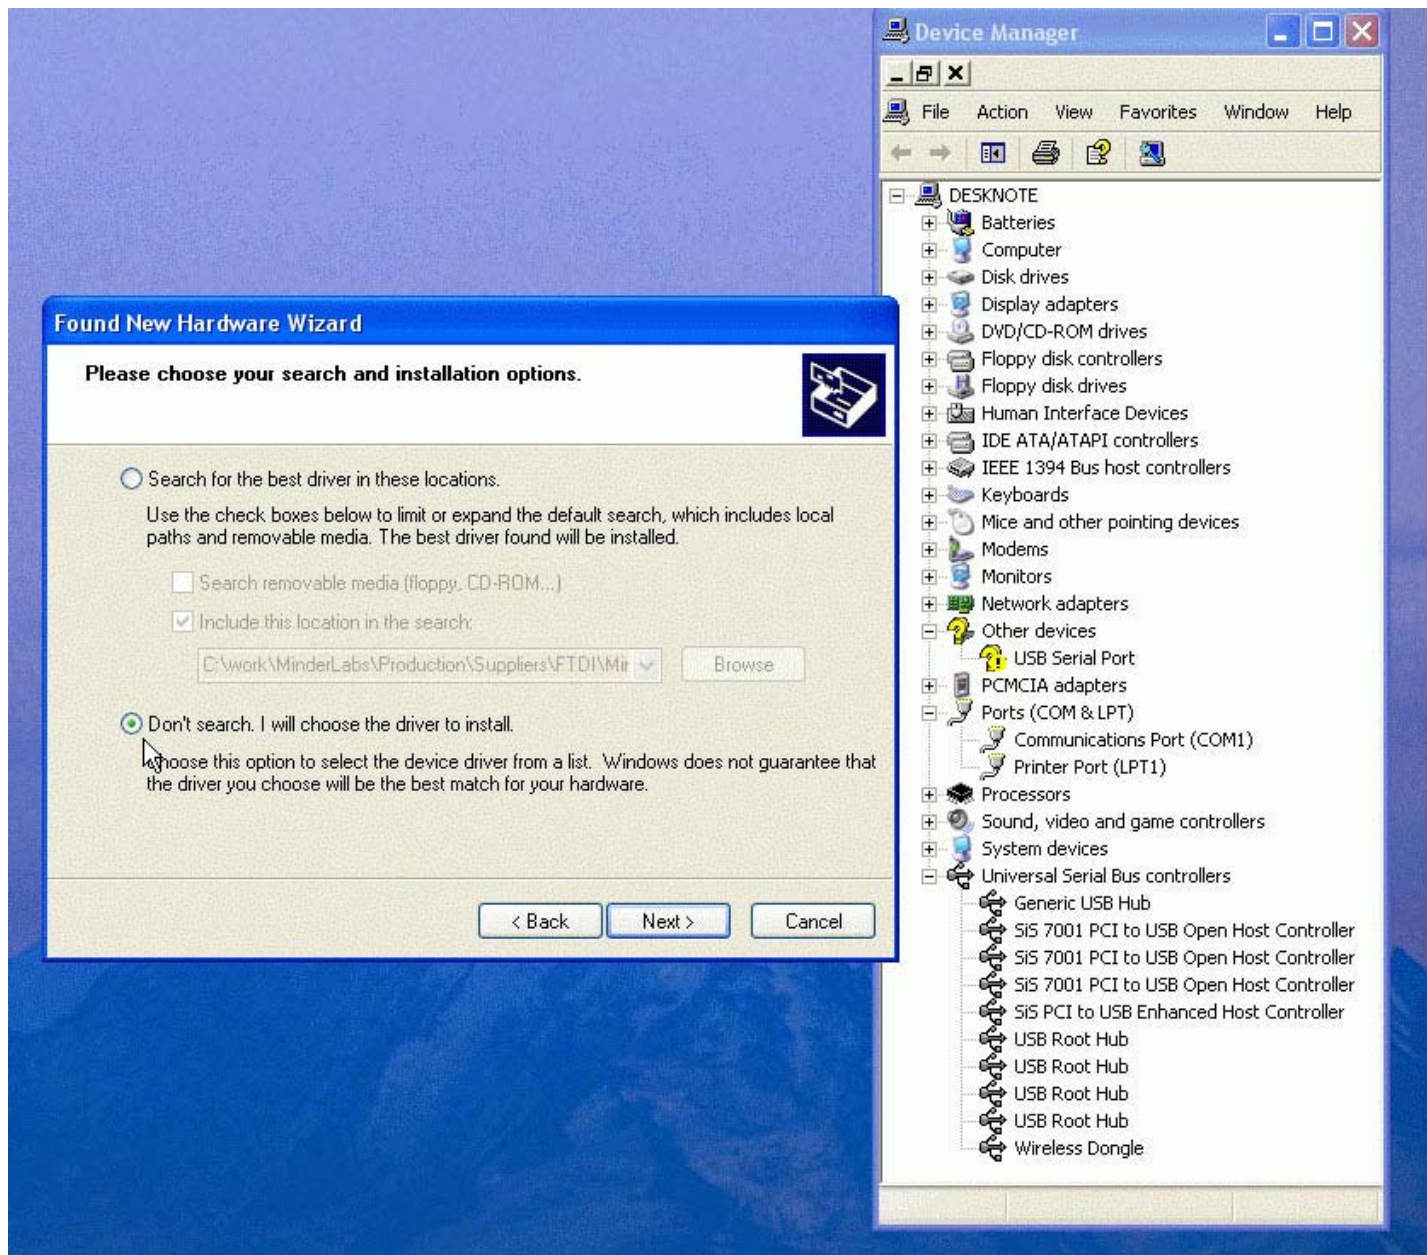 Device Manager
File Action View Favorites Window Help
DESKNOTE
Batteries
Computer
Disk drives
Display adapters
DVD/CD-ROM drives
Floppy disk controllers
Floppy disk drives
Human Interface Devices
IDE ATA/ATAPI controllers
IEEE 1394 Bus host controllers
Keyboards
Mice and other pointing devices
Modems
Monitors
Network adapters
Other devices
USB Serial Port
PCMCIA adapters
Ports (COM & LPT)
Communications Port (COM1)
Printer Port (LPT1)
Processors
Sound, video and game controllers
System devices
Universal Serial Bus controllers
Generic USB Hub
SiS 7001 PCI to USB Open Host Controller
SiS 7001 PCI to USB Open Host Controller
SiS 7001 PCI to USB Open Host Controller
SiS PCI to USB Enhanced Host Controller
USB Root Hub
USB Root Hub
USB Root Hub
USB Root Hub
Wireless Dongle
Found New Hardware Wizard
Please choose your search and installation options.
Search for the best driver in these locations.
Use the check boxes below to limit or expand the default search, which includes local
paths and removable media. The best driver found will be installed.
Search removable media (floppy, CD-ROM...)
Include this location in the search:
C:\work\MinderLabs\Production\Suppliers\FTDI\Mir
Browse
Don't search. I will choose the driver to install.
Choose this option to select the device driver from a list. Windows does not guarantee that
the driver you choose will be the best match for your hardware.
< Back Next > Cancel